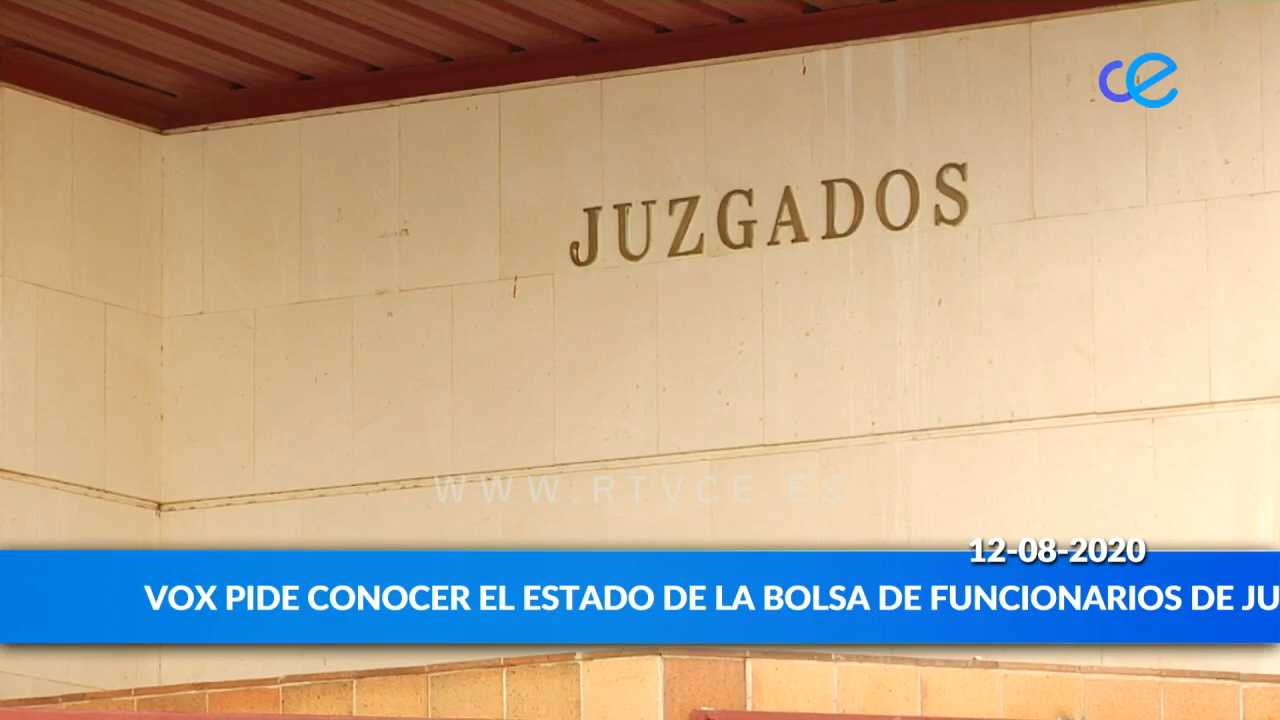 ce
JUZGADOS
WWW.RTVCE.ES
12-08-2020
VOX PIDE CONOCER EL ESTADO DE LA BOLSA DE FUNCIONARIOS DE JU